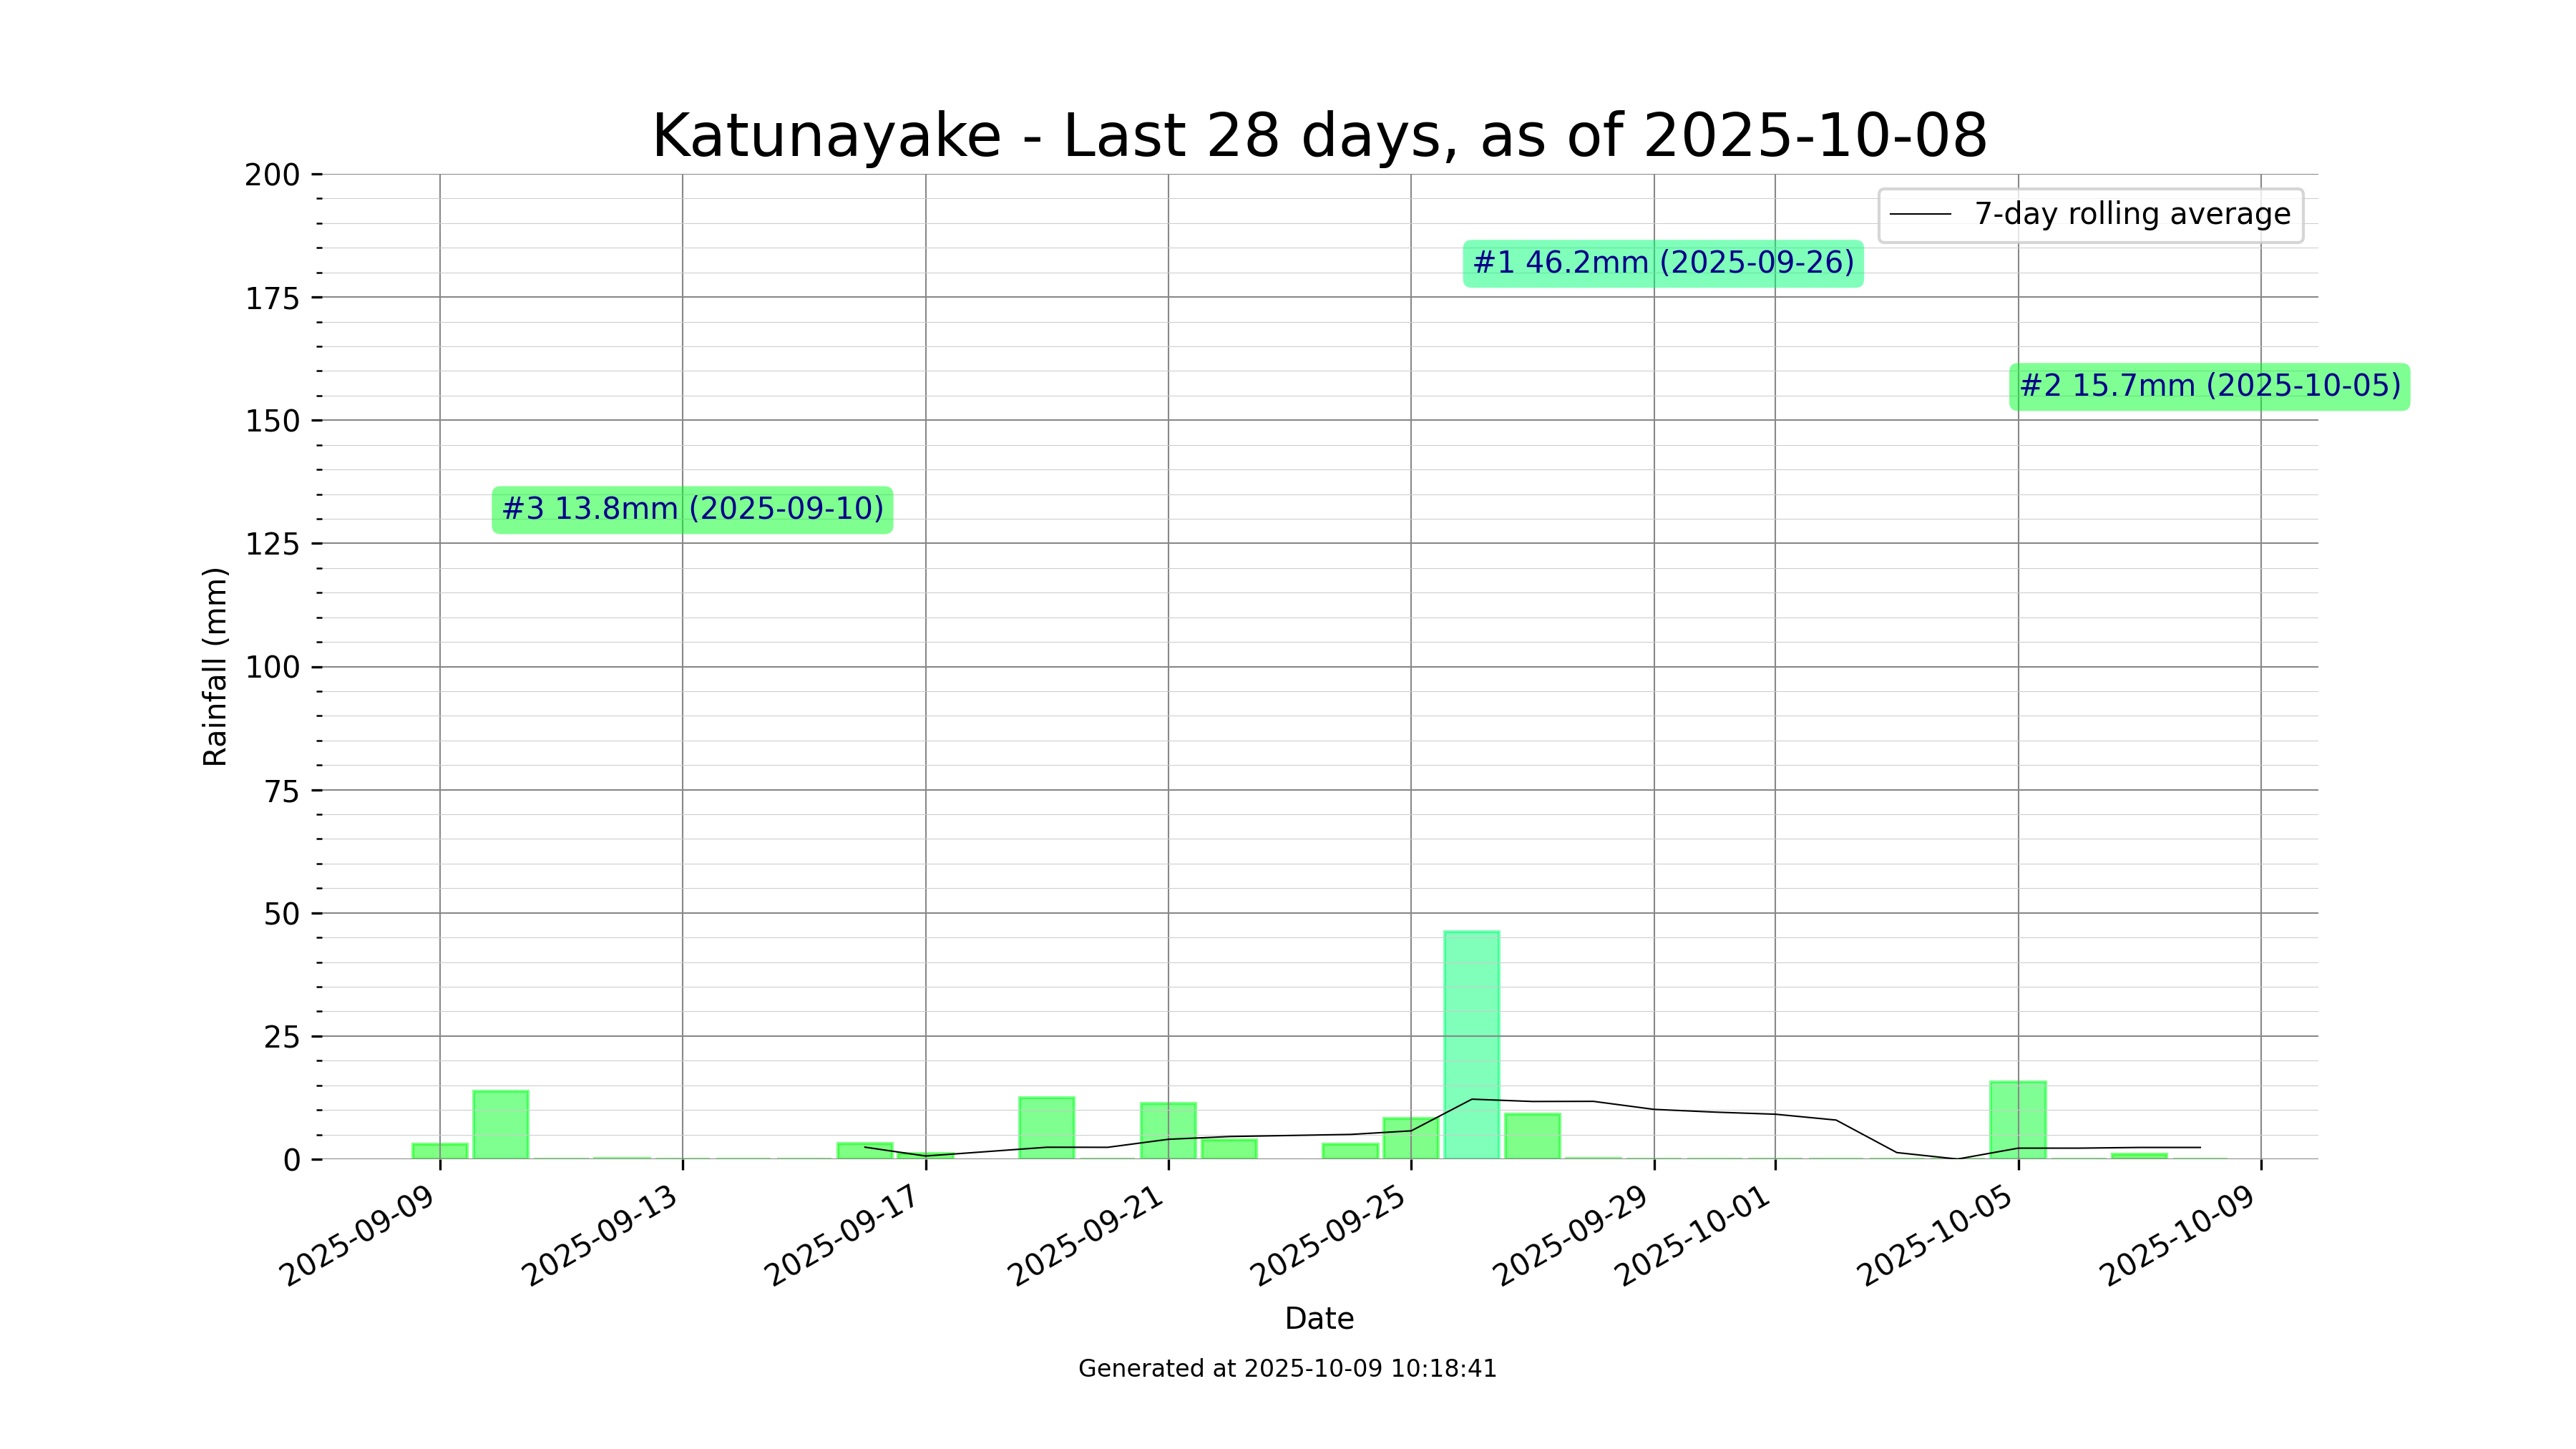 Katunayake - Last 28 days, as of 2025-10-08
7-day rolling average
#1 46.2mm (2025-09-26)
#2 15.7mm (2025-10-05)
#3 13.8mm (2025-09-10)
Rainfall (mm)
200
175
150
125
100
75
50
25
0
2025-09-09
2025-09-13
2025-09-17
2025-09-21
2025-09-25
2025-09-29
2025-10-01
2025-10-05
2025-10-09
Date
Generated at 2025-10-09 10:18:41